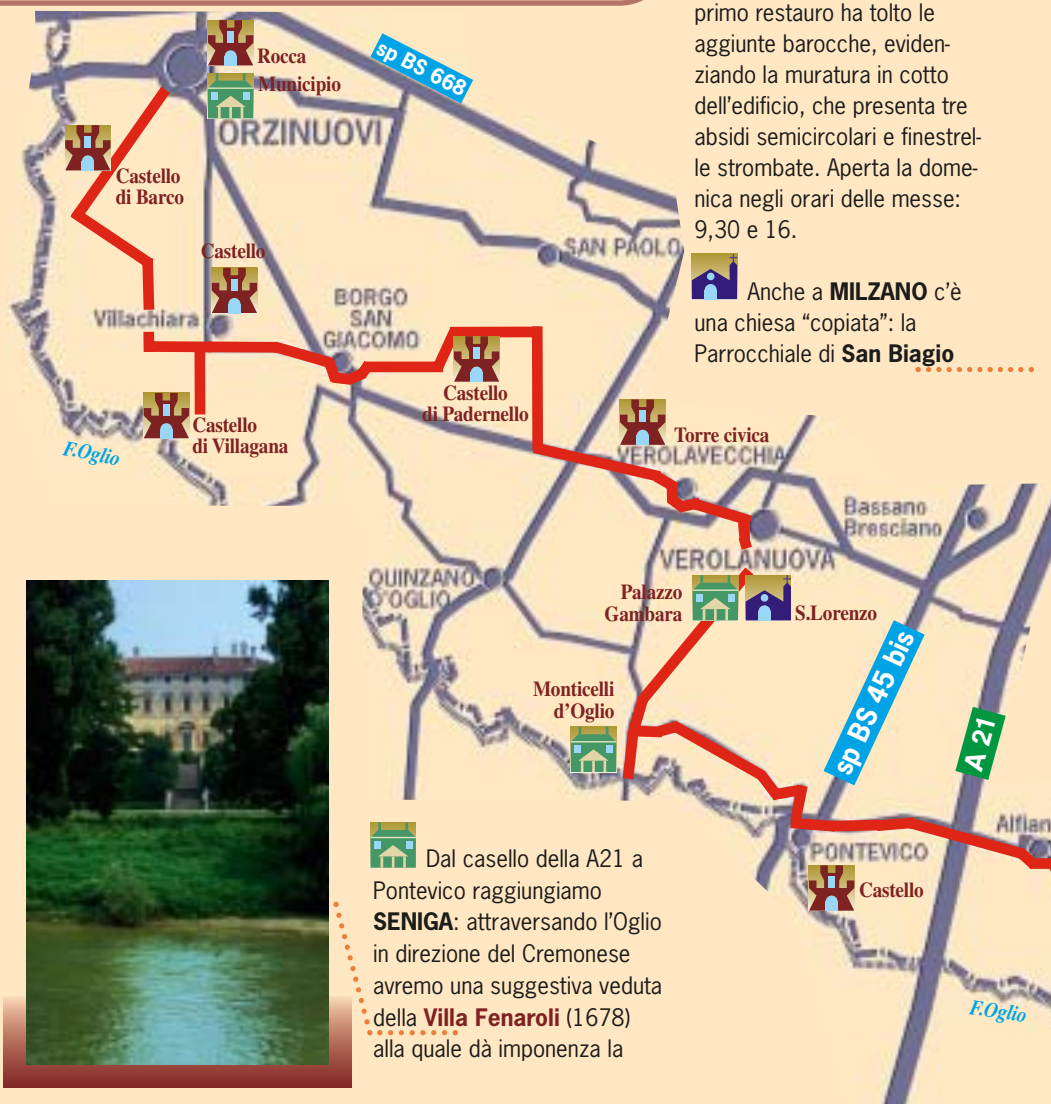 primo restauro ha tolto le
aggiunte barocche, eviden-
ziando la muratura in cotto
dell'edificio, che presenta tre
absidi semicircolari e finestrel-
le strombate. Aperta la dome-
nica negli orari delle messe:
9,30 e 16.
Anche a MILZANO c'è
una chiesa “copiata”: la
Parrocchiale di San Biagio
sp BS 668
Rocca
Municipio
ORZINUOVI
Castello
di Barco
Castello
SAN PAOLO
Villachiara
BORGO
SAN
GIACOMO
Castello
di Padernello
Castello
di Villagana
F.Oglio
Torre civica
VEROLAVECCHIA
Bassano
Bresciano
VEROLANUOVA
QUINZANO
D'OGLIO
Palazzo
Gambara
S.Lorenzo
sp BS 45 bis
A 21
Monticelli
d'Oglio
Alfian
PONTEVICO
Castello
F.Oglio
Dal casello della A21 a
Pontevico raggiungiamo
SENIGA: attraversando l'Oglio
in direzione del Cremonese
avremo una suggestiva veduta
della Villa Fenaroli (1678)
alla quale dà imponenza la